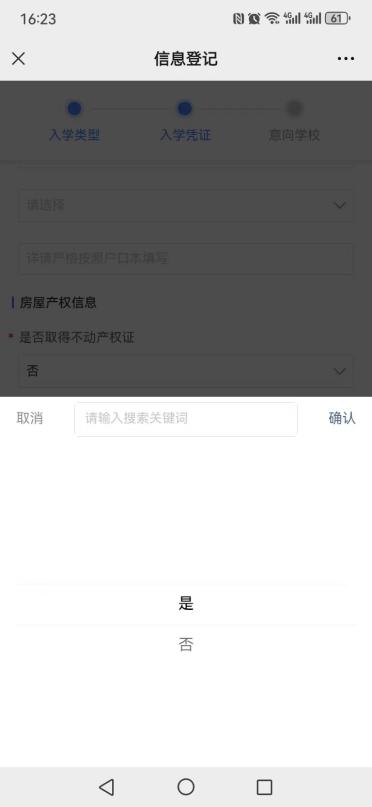 16:23
4G 4G 61
信息登记
入学类型 入学凭证 意向学校
请选择
详请严格按照户口本填写
房屋产权信息
* 是否取得不动产权证
否
取消 请输入搜索关键词 确认
是
否